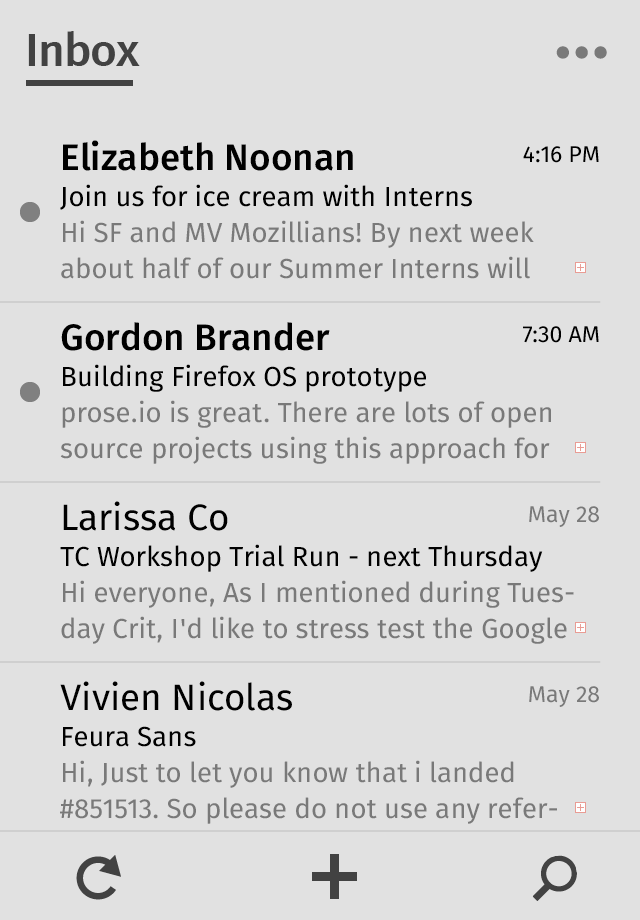 Inbox
Elizabeth Noonan 4:16 PM
Join us for ice cream with Interns
Hi SF and MV Mozillians! By next week
about half of our Summer Interns will
Gordon Brander 7:30 AM
Building Firefox OS prototype
prose.io is great. There are lots of open
source projects using this approach for
Larissa Co May 28
TC Workshop Trial Run - next Thursday
Hi everyone, As I mentioned during Tues-
day Crit, I'd like to stress test the Google
Vivien Nicolas May 28
Feura Sans
Hi, Just to let you know that i landed
#851513. So please do not use any refer-